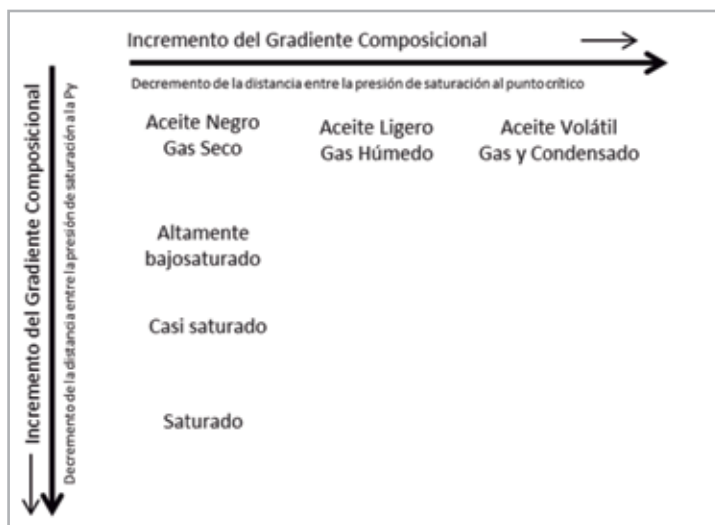 Incremento del Gradiente Composicional
Decremento de la distancia entre la presión de saturación al punto crítico
Incremento del Gradiente Composicional
Decremento de la distancia entre la presión de saturación a la Py
Aceite Negro
Gas Seco
Aceite Ligero
Gas Húmedo
Aceite Volátil
Gas y Condensado
Altamente
bajosaturado
Casi saturado
Saturado